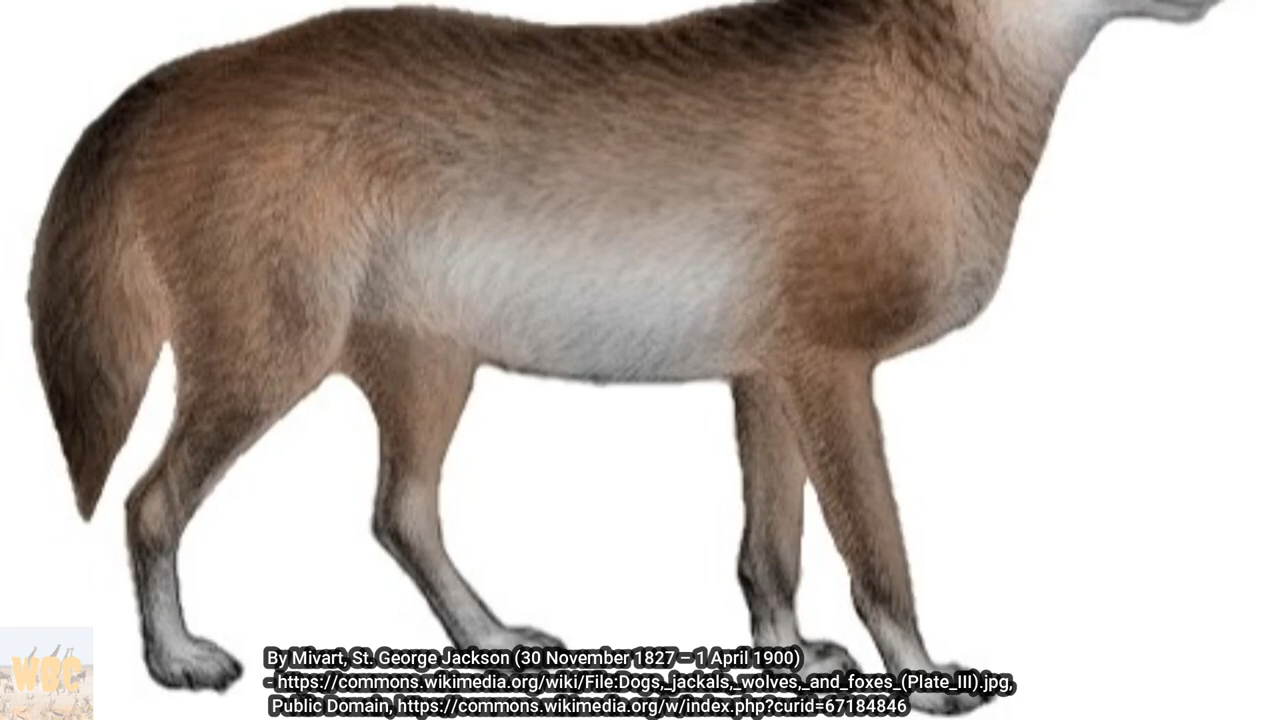 By Mivart, St. George Jackson (30 November 1827 – 1 April 1900)
- https://commons.wikimedia.org/wiki/File:Dogs,_jackals,_wolves,_and_foxes_(Plate_III).jpg,
Public Domain, https://commons.wikimedia.org/w/index.php?curid=67184846
WBC